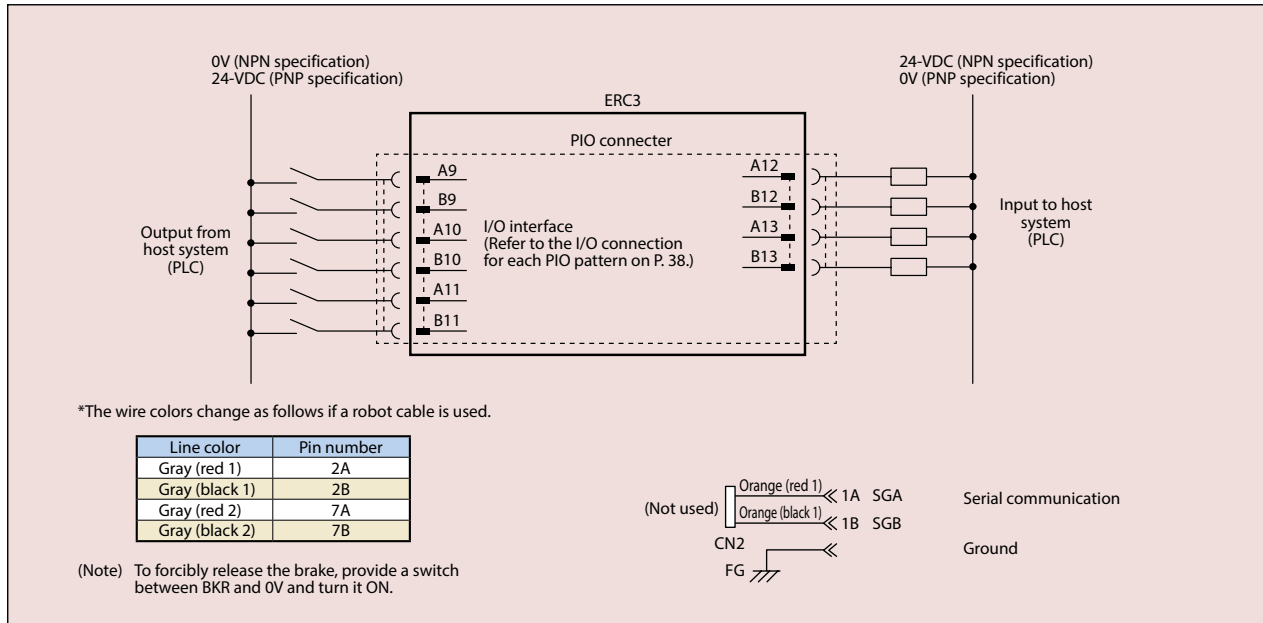 0V (NPN specification)
24-VDC (PNP specification)
24-VDC (NPN specification)
0V (PNP specification)
ERC3
PIO connecter
A9
B9
A10
B10
A11
B11
A12
B12
A13
B13
I/O interface
(Refer to the I/O connection
for each PIO pattern on P. 38.)
Output from
host system
(PLC)
Input to host
system
(PLC)
*The wire colors change as follows if a robot cable is used.
Line color Pin number
Gray (red 1) 2A
Gray (black 1) 2B
Gray (red 2) 7A
Gray (black 2) 7B
(Note) To forcibly release the brake, provide a switch
between BKR and 0V and turn it ON.
(Not used)
Orange (red 1) 1A SGA
Orange (black 1) 1B SGB
Serial communication
CN2
Ground
FG